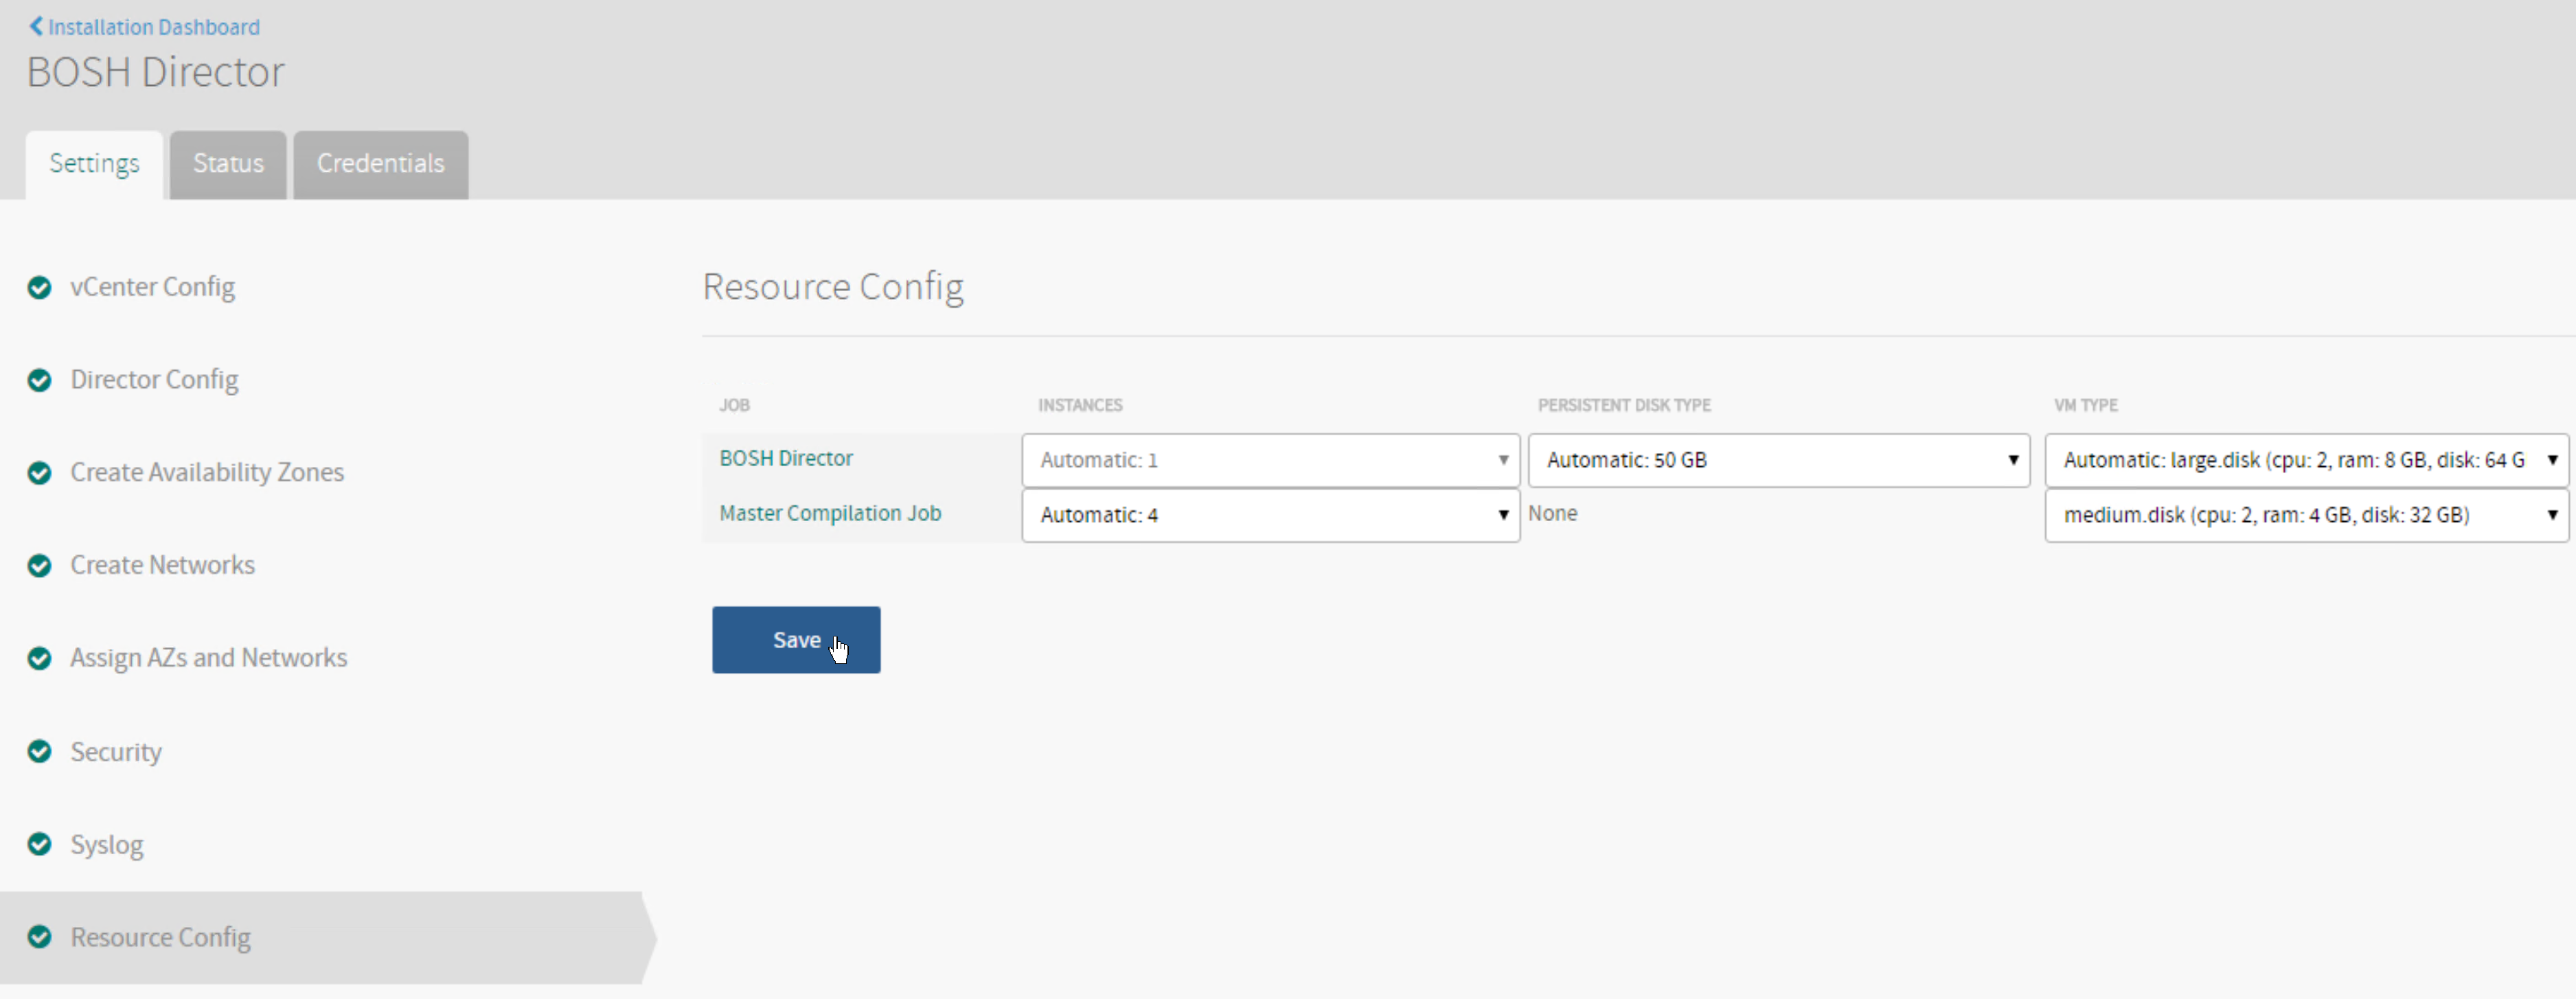 Installation Dashboard
BOSH Director
Settings Status Credentials
vCenter Config
Director Config
Create Availability Zones
Create Networks
Assign AZs and Networks
Security
Syslog
Resource Config
Resource Config
JOB INSTANCES PERSISTENT DISK TYPE VM TYPE
BOSH Director Automatic: 1 Automatic: 50 GB Automatic: large.disk (cpu: 2, ram: 8 GB, disk: 64 G
Master Compilation Job Automatic: 4 None medium.disk (cpu: 2, ram: 4 GB, disk: 32 GB)
Save